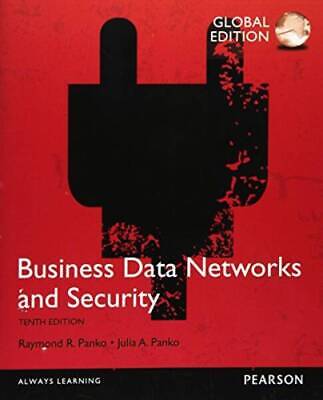 GLOBAL
EDITION
Business Data Networks
and Security
TENTH EDITION
Raymond R. Panko • Julia A. Panko
ALWAYS LEARNING
PEARSON